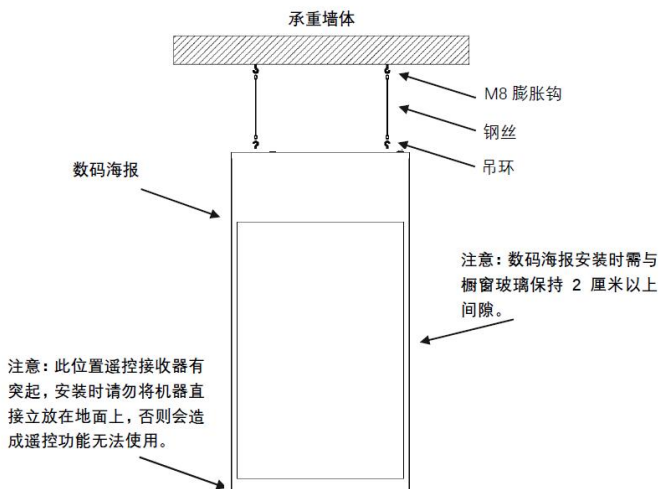 承重墙体
M8 膨胀钩
钢丝
吊环
数码海报
注意：数码海报安装时需与
橱窗玻璃保持 2 厘米以上
间隙。
注意：此位置遥控接收器有
突起，安装时请勿将机器直
接立放在地面上，否则会造
成遥控功能无法使用。